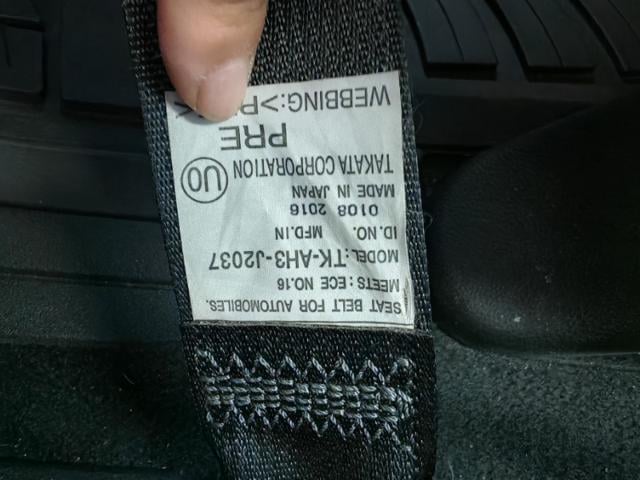 SEAT BELT FOR AUTOMOBILES.
MEETS : ECE NO.16
MODEL:TK-AH3-J2037
ID.NO. MFD.IN
0108 2016
MADE IN JAPAN
TAKATA CORPORATION
UO
PRE
WEBBING:>P